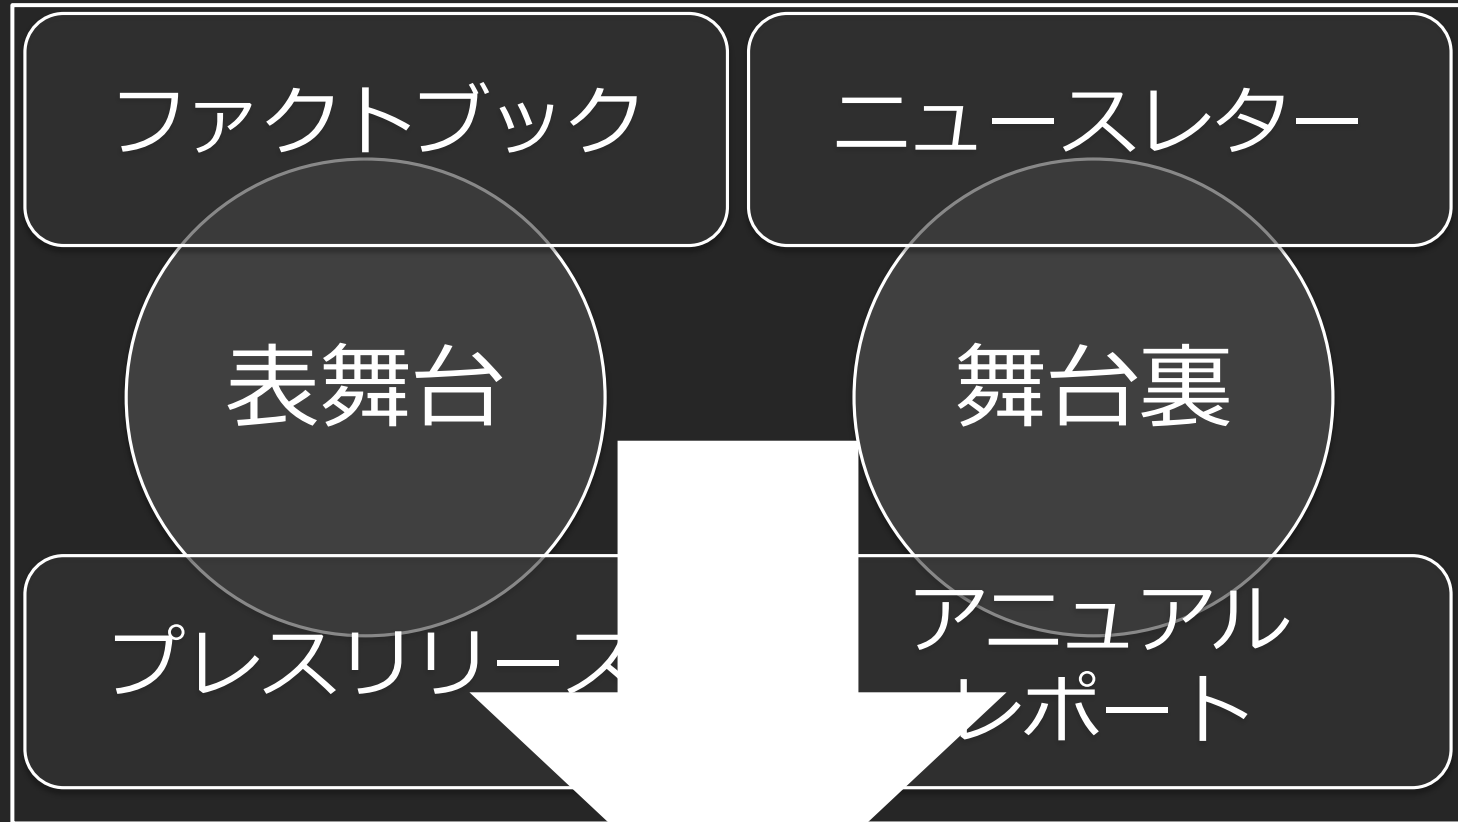 ファクトブック
ニュースレター
表舞台
舞台裏
プレスリリース
アニュアル
レポート